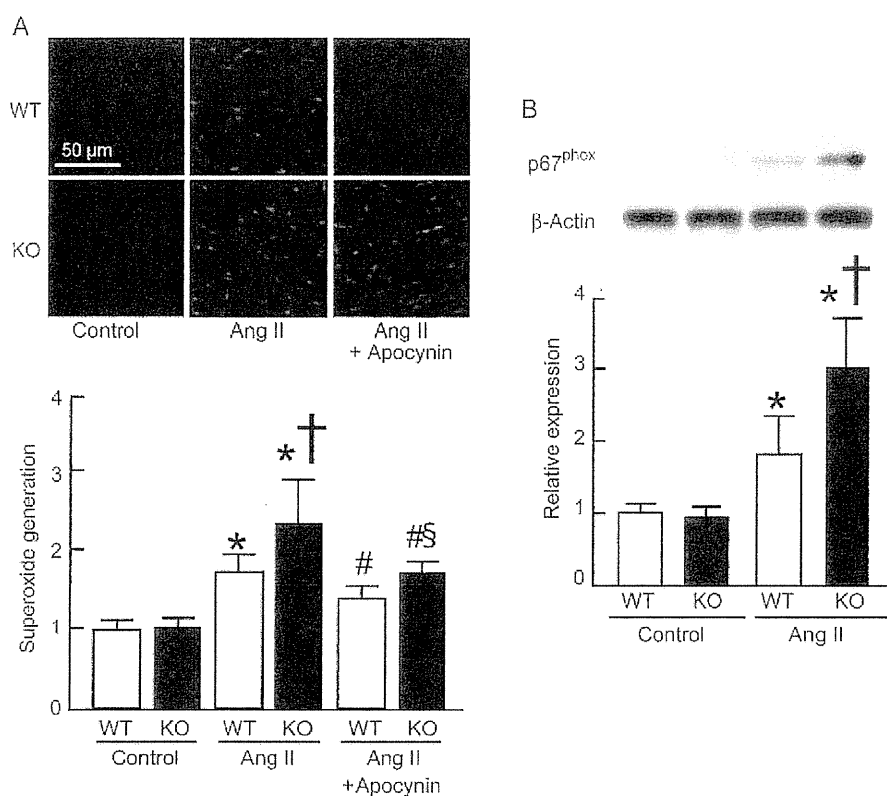 A
WT
50 µm
KO
Control
Ang II
Ang II
+ Apocynin
Superoxide generation
4
3
2
1
0
*
*†
#
#§
WT
KO
WT
KO
WT
KO
Control
Ang II
Ang II
+Apocynin
B
p67phox
β-Actin
Relative expression
4
3
2
1
0
*
*†
WT
KO
WT
KO
Control
Ang II